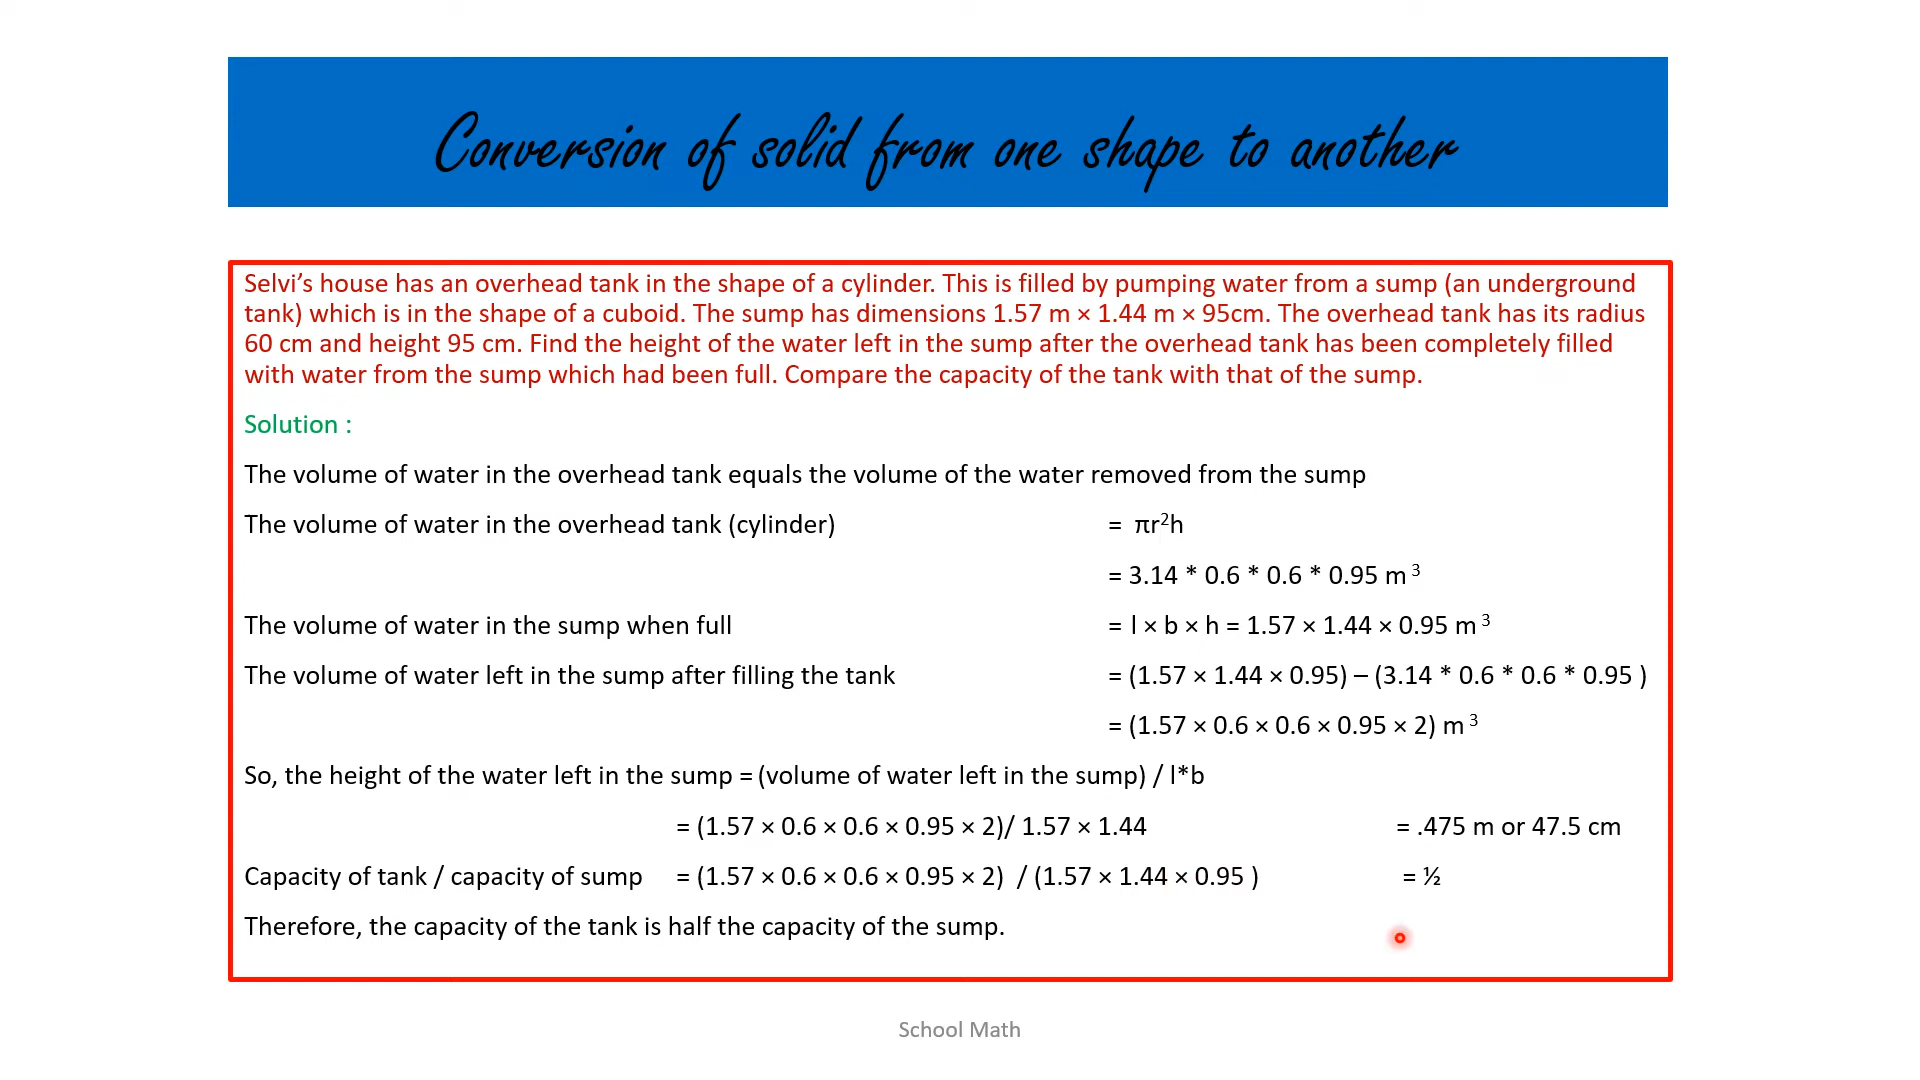 Conversion of solid from one shape to another
Selvi’s house has an overhead tank in the shape of a cylinder. This is filled by pumping water from a sump (an underground
tank) which is in the shape of a cuboid. The sump has dimensions 1.57 m × 1.44 m × 95cm. The overhead tank has its radius
60 cm and height 95 cm. Find the height of the water left in the sump after the overhead tank has been completely filled
with water from the sump which had been full. Compare the capacity of the tank with that of the sump.
Solution :
The volume of water in the overhead tank equals the volume of the water removed from the sump
The volume of water in the overhead tank (cylinder) = πr²h
= 3.14 * 0.6 * 0.6 * 0.95 m ³
The volume of water in the sump when full = l × b × h = 1.57 × 1.44 × 0.95 m ³
The volume of water left in the sump after filling the tank = (1.57 × 1.44 × 0.95) – (3.14 * 0.6 * 0.6 * 0.95 )
= (1.57 × 0.6 × 0.6 × 0.95 × 2) m ³
So, the height of the water left in the sump = (volume of water left in the sump) / l*b
= (1.57 × 0.6 × 0.6 × 0.95 × 2)/ 1.57 × 1.44 = .475 m or 47.5 cm
Capacity of tank / capacity of sump = (1.57 × 0.6 × 0.6 × 0.95 × 2) / (1.57 × 1.44 × 0.95 ) = ½
Therefore, the capacity of the tank is half the capacity of the sump.
School Math